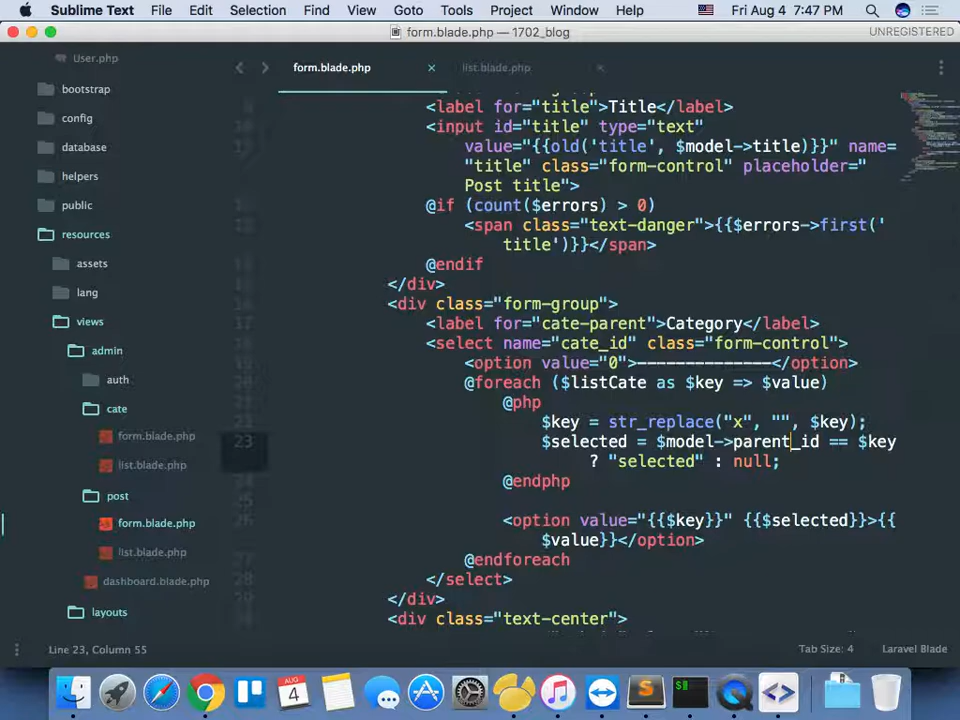 Sublime Text File Edit Selection Find View Goto Tools Project Window Help Fri Aug 4 7:47 PM
form.blade.php — 1702_blog UNREGISTERED
User.php
bootstrap
config
database
helpers
public
resources
assets
lang
views
admin
auth
cate
form.blade.php
list.blade.php
post
form.blade.php
list.blade.php
dashboard.blade.php
layouts
form.blade.php × list.blade.php ×
<label for="title">Title</label>
<input id="title" type="text"
value="{{old('title', $model->title)}}" name=
"title" class="form-control" placeholder="
Post title">
@if (count($errors) > 0)
<span class="text-danger">{{$errors->first('
title')}}</span>
@endif
</div>
<div class="form-group">
<label for="cate-parent">Category</label>
<select name="cate_id" class="form-control">
<option value="0">--------------</option>
@foreach ($listCate as $key => $value)
@php
$key = str_replace("x", "", $key);
23 $selected = $model->parent_id == $key
? "selected" : null;
@endphp
<option value="{{$key}}" {{$selected}}>{{
$value}}</option>
@endforeach
</select>
</div>
<div class="text-center">
Line 23, Column 55 Tab Size: 4 Laravel Blade